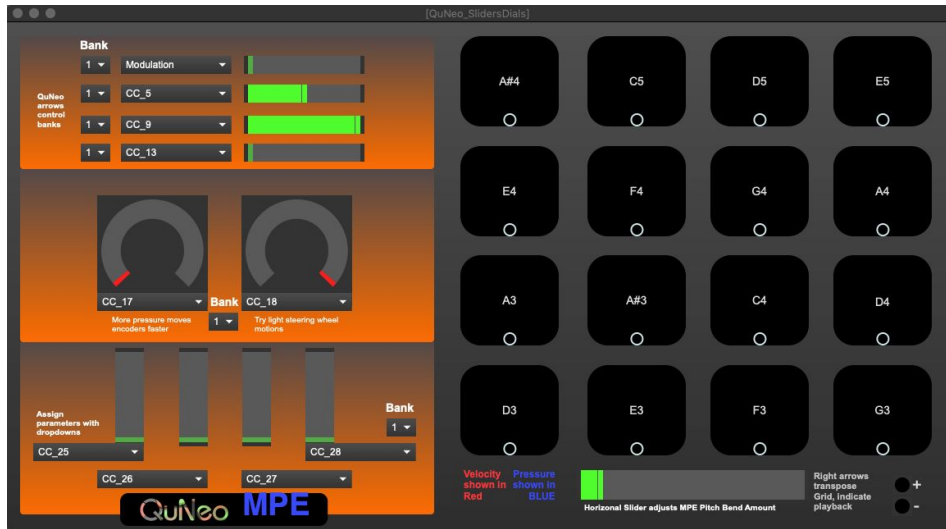 [QuNeo_SlidersDials]
Bank
1 Modulation
QuNeo
arrows
control
banks
1 CC_5
1 CC_9
1 CC_13
CC_17
Bank
CC_18
More pressure moves
encoders faster
1
Try light steering wheel
motions
Assign
parameters with
dropdowns
Bank
1
CC_25
CC_28
CC_26
CC_27
QuNeo MPE
A#4 C5 D5 E5
E4 F4 G4 A4
A3 A#3 C4 D4
D3 E3 F3 G3
Velocity
shown in
Red
Pressure
shown in
BLUE
Horizonal Slider adjusts MPE Pitch Bend Amount
Right arrows
transpose
Grid, indicate
playback
+
-